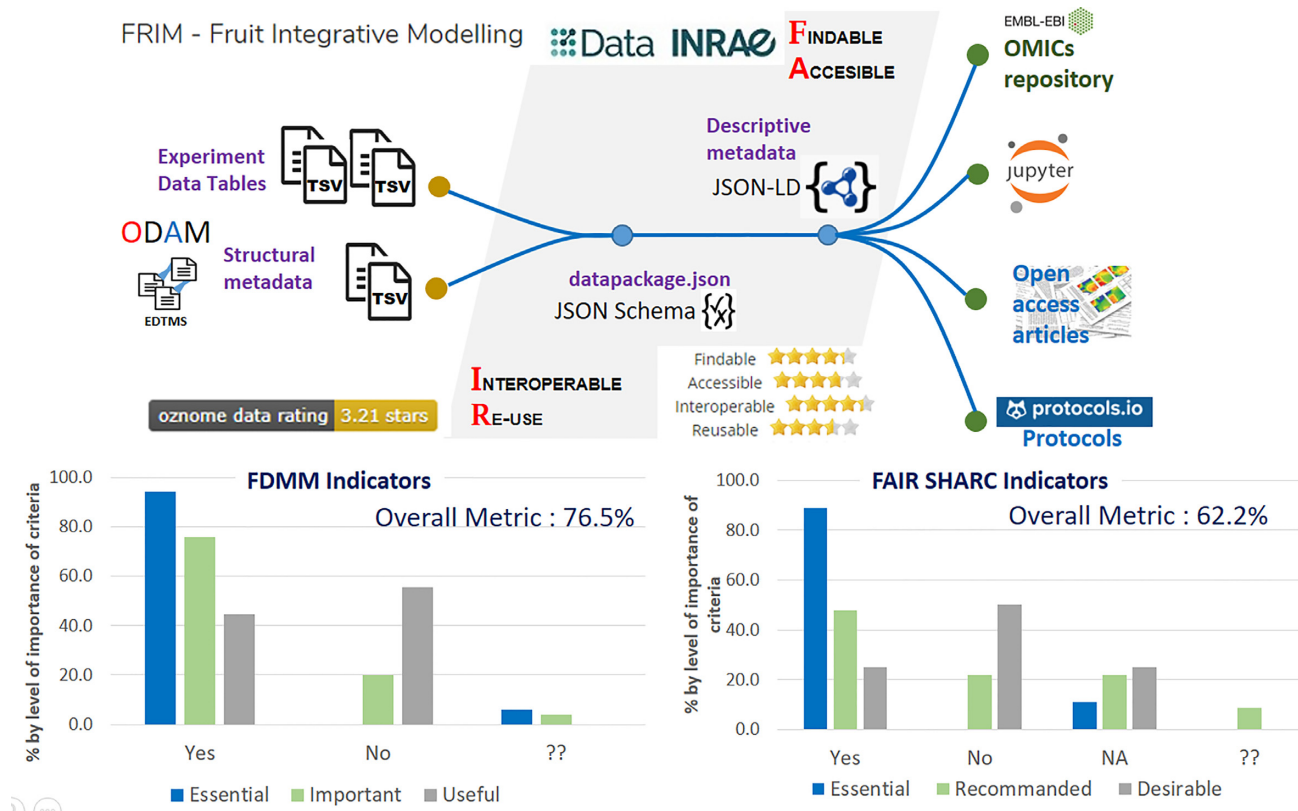 FRIM - Fruit Integrative Modelling
Data INRAE
FINDABLE
ACCESIBLE
EMBL-EBI
OMICs
repository
Experiment
Data Tables
TSV
TSV
Descriptive
metadata
JSON-LD
jupyter
ODAM
EDTMS
Structural
metadata
TSV
datapackage.json
JSON Schema
Open
access
articles
INTEROPERABLE
RE-USE
Findable
Accessible
Interoperable
Reusable
oznome data rating 3.21 stars
protocols.io
Protocols
FDMM Indicators
Overall Metric : 76.5%
% by level of importance of criteria
100.0
80.0
60.0
40.0
20.0
0.0
Yes
No
??
Essential
Important
Useful
FAIR SHARC Indicators
Overall Metric : 62.2%
% by level of importance of
criteria
100.0
80.0
60.0
40.0
20.0
0.0
Yes
No
NA
??
Essential
Recommanded
Desirable